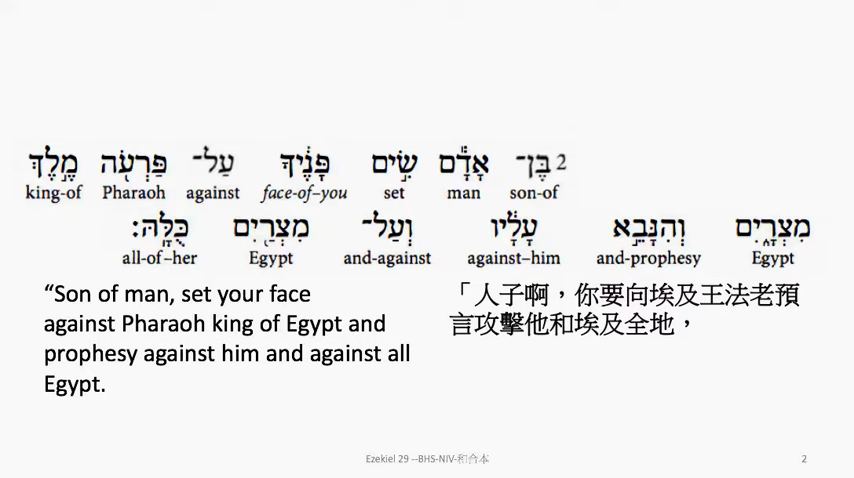 2 בֶּן־ אָדָ֕ם שִׂ֣ים פָּנֶ֔יךָ עַל־ פַּרְעֹ֖ה מֶ֣לֶךְ
son-of man set face-of–you against Pharaoh king-of
מִצְרָ֑יִם וְהִנָּבֵ֣א עָלָ֔יו וְעַל־ מִצְרַ֖יִם כֻּלָּֽהּ׃
Egypt and-prophesy against–him and-against Egypt all-of–her
“Son of man, set your face
against Pharaoh king of Egypt and
prophesy against him and against all
Egypt.
「人子啊，你要向埃及王法老預
言攻擊他和埃及全地，
Ezekiel 29 --BHS-NIV-和合本
2